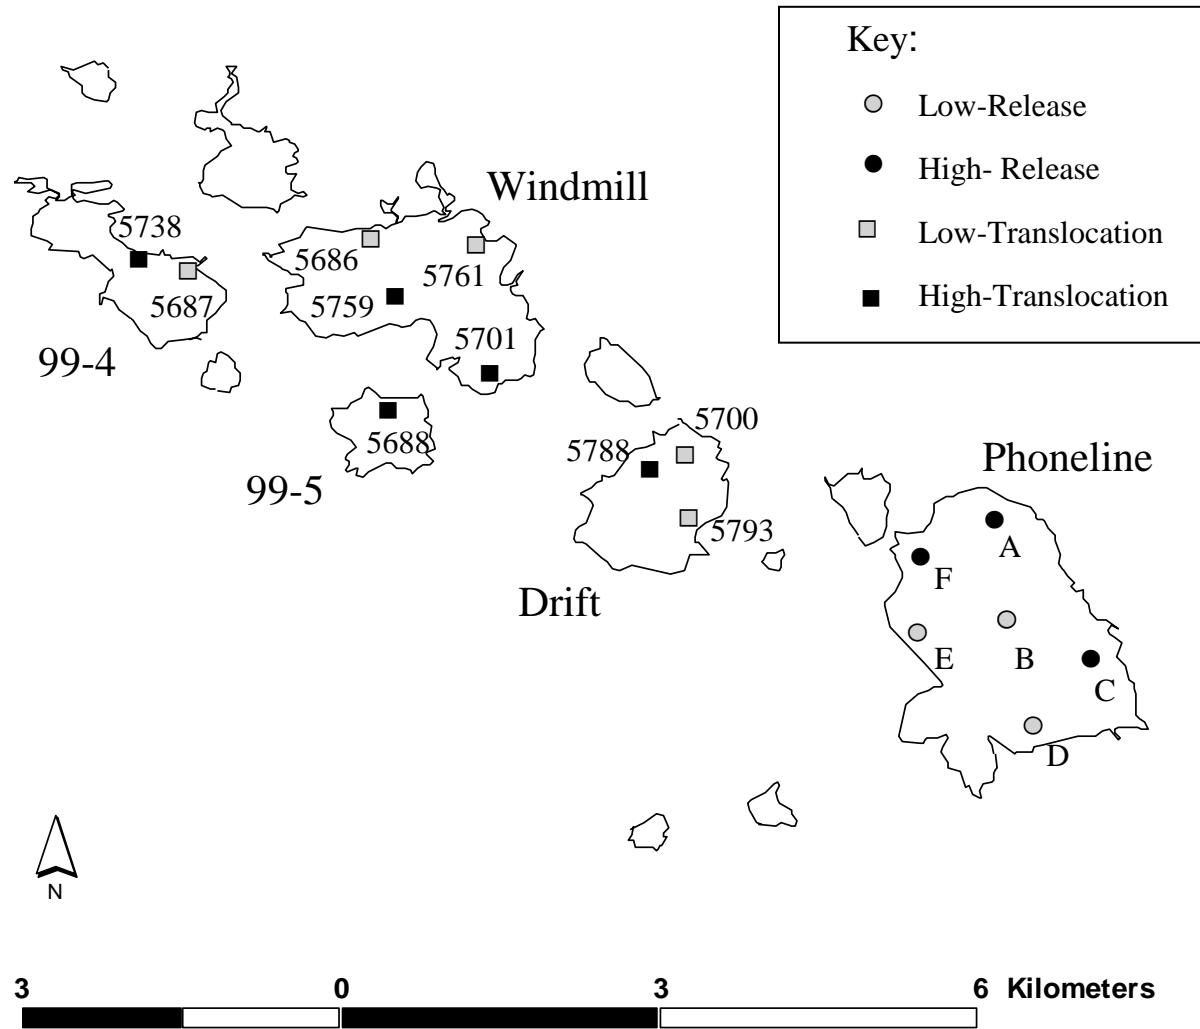 Key:
Low-Release
High- Release
Low-Translocation
High-Translocation
Windmill
5738
5687
99-4
5686
5761
5759
5701
5688
99-5
5700
5788
5793
Drift
Phoneline
A
F
E
B
C
D
N
3 0 3 6 Kilometers